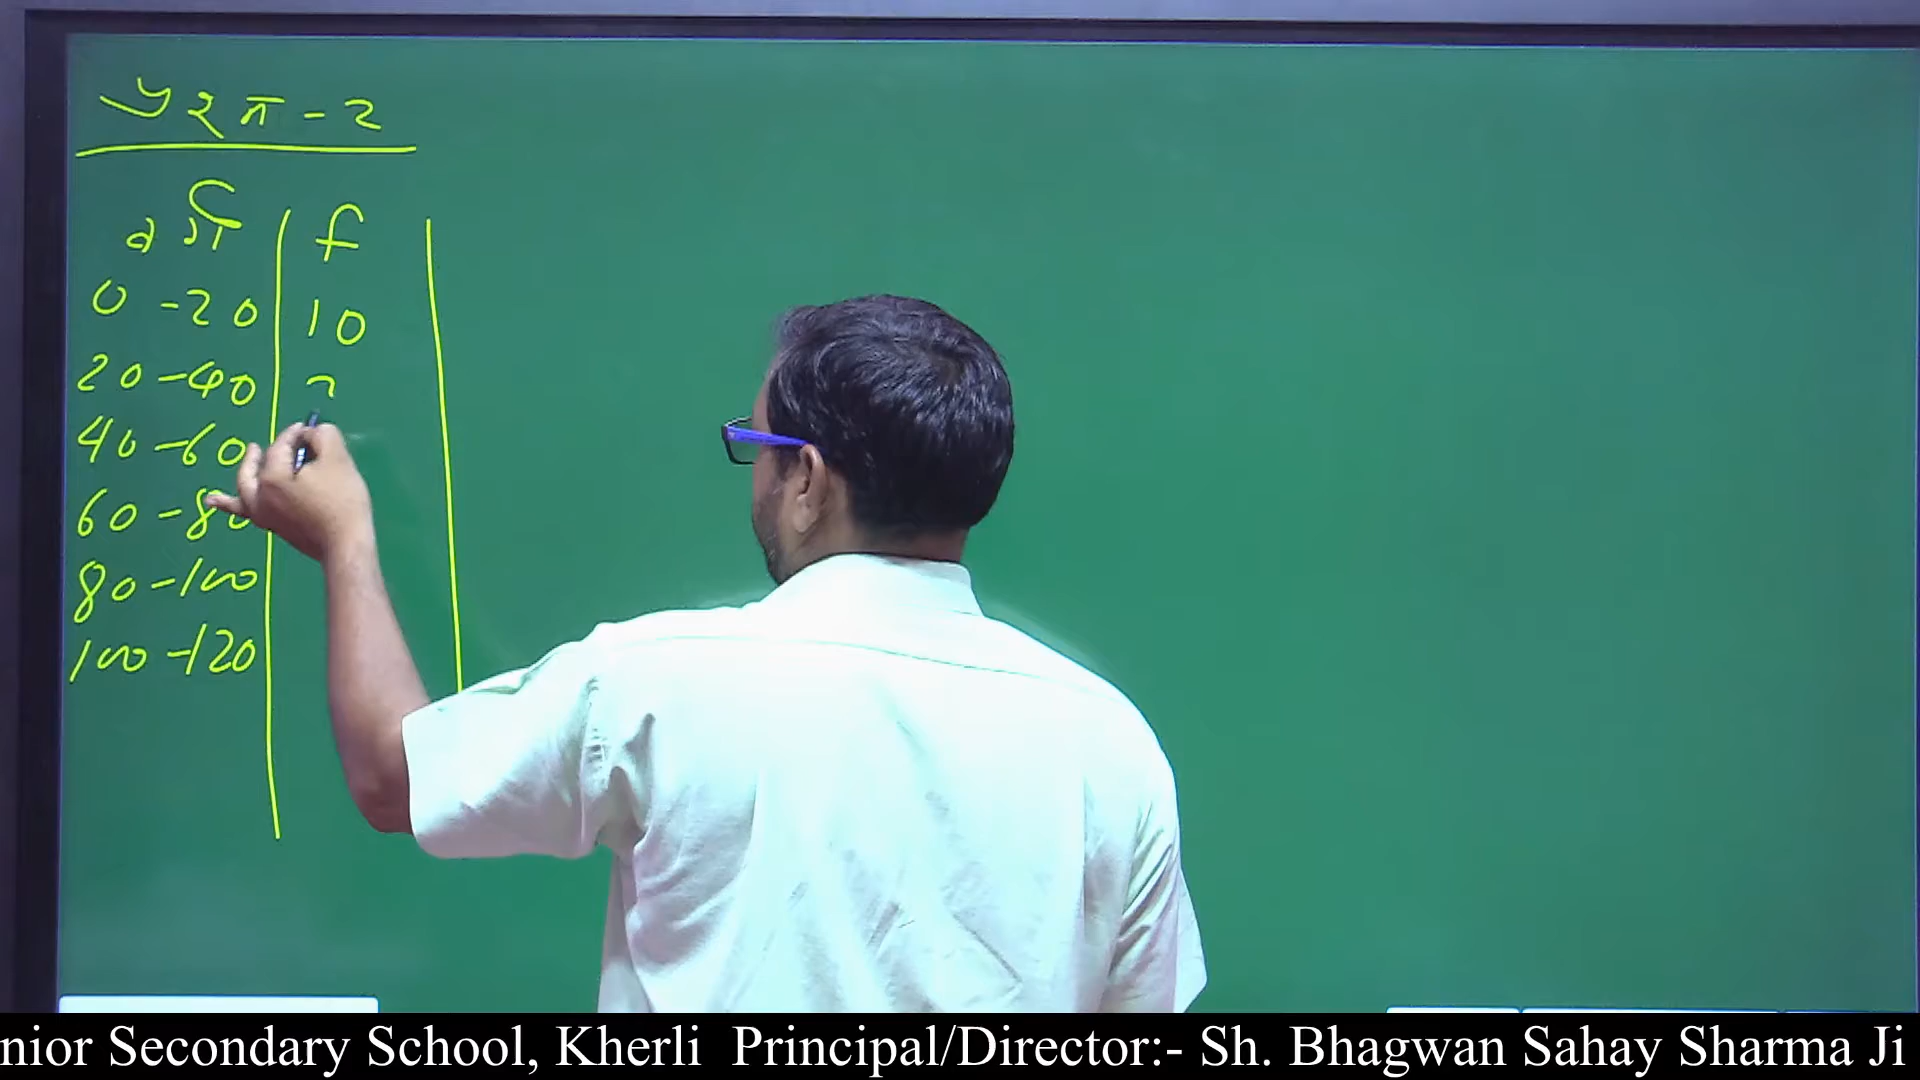 प्रश्न - 2
वर्ग f
0 - 20 10
20 - 40
40 - 60
60 - 80
80 - 100
100 - 120
nior Secondary School, Kherli Principal/Director:- Sh. Bhagwan Sahay Sharma Ji